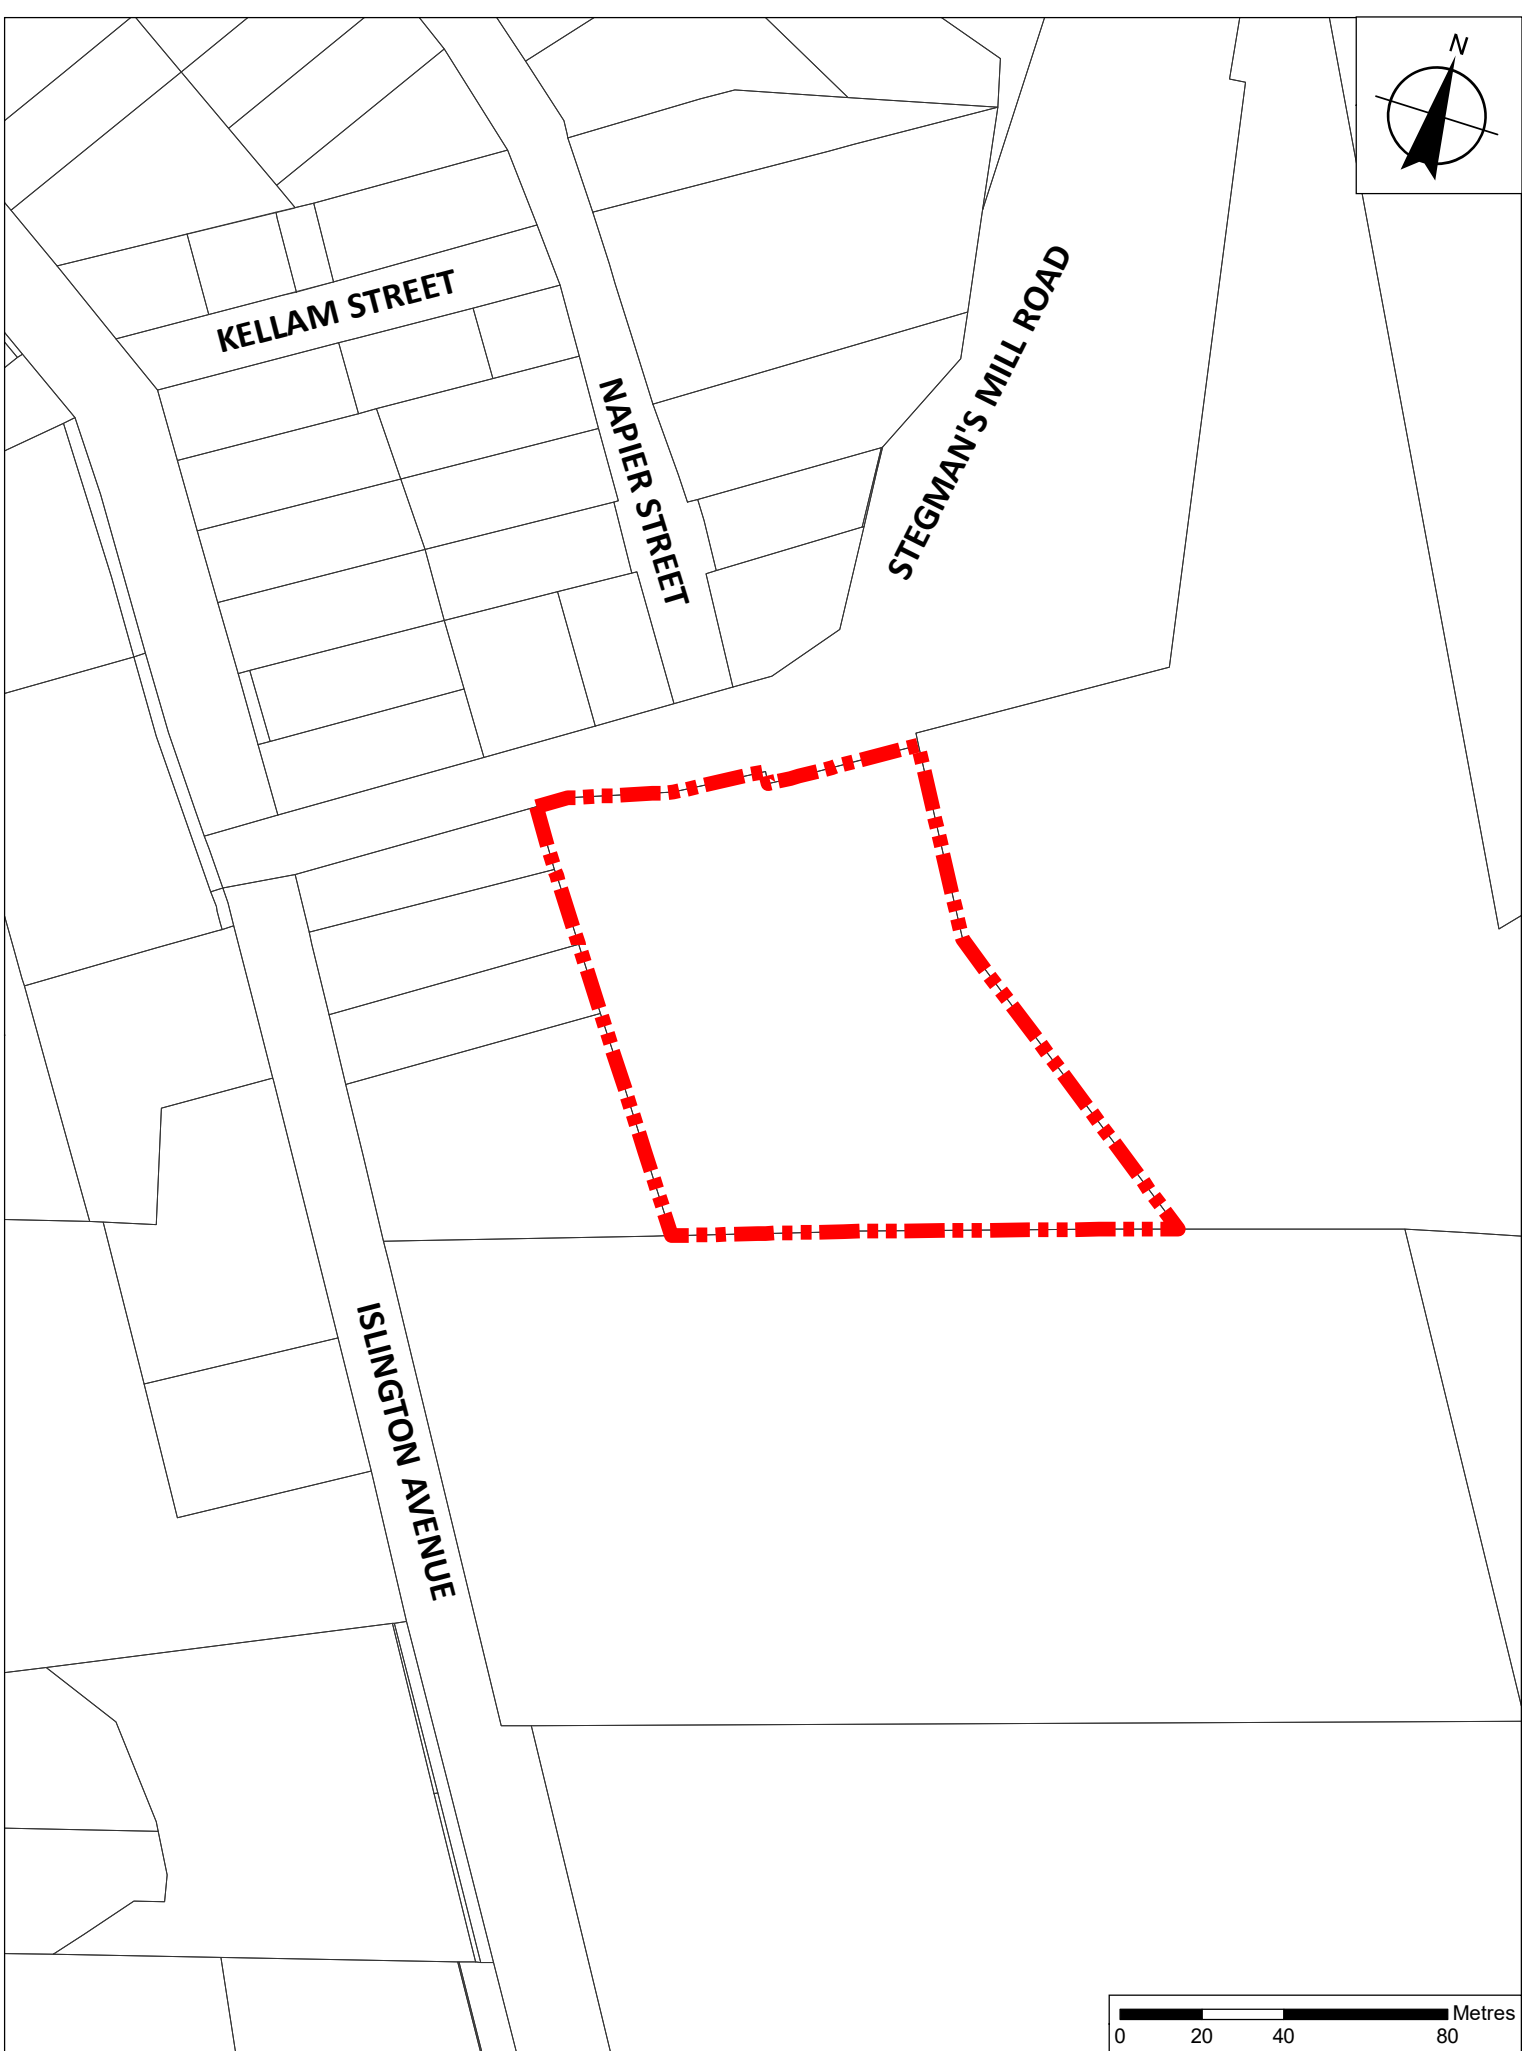 N
KELLAM STREET
NAPIER STREET
STEGMAN'S MILL ROAD
ISLINGTON AVENUE
Metres
0 20 40 80